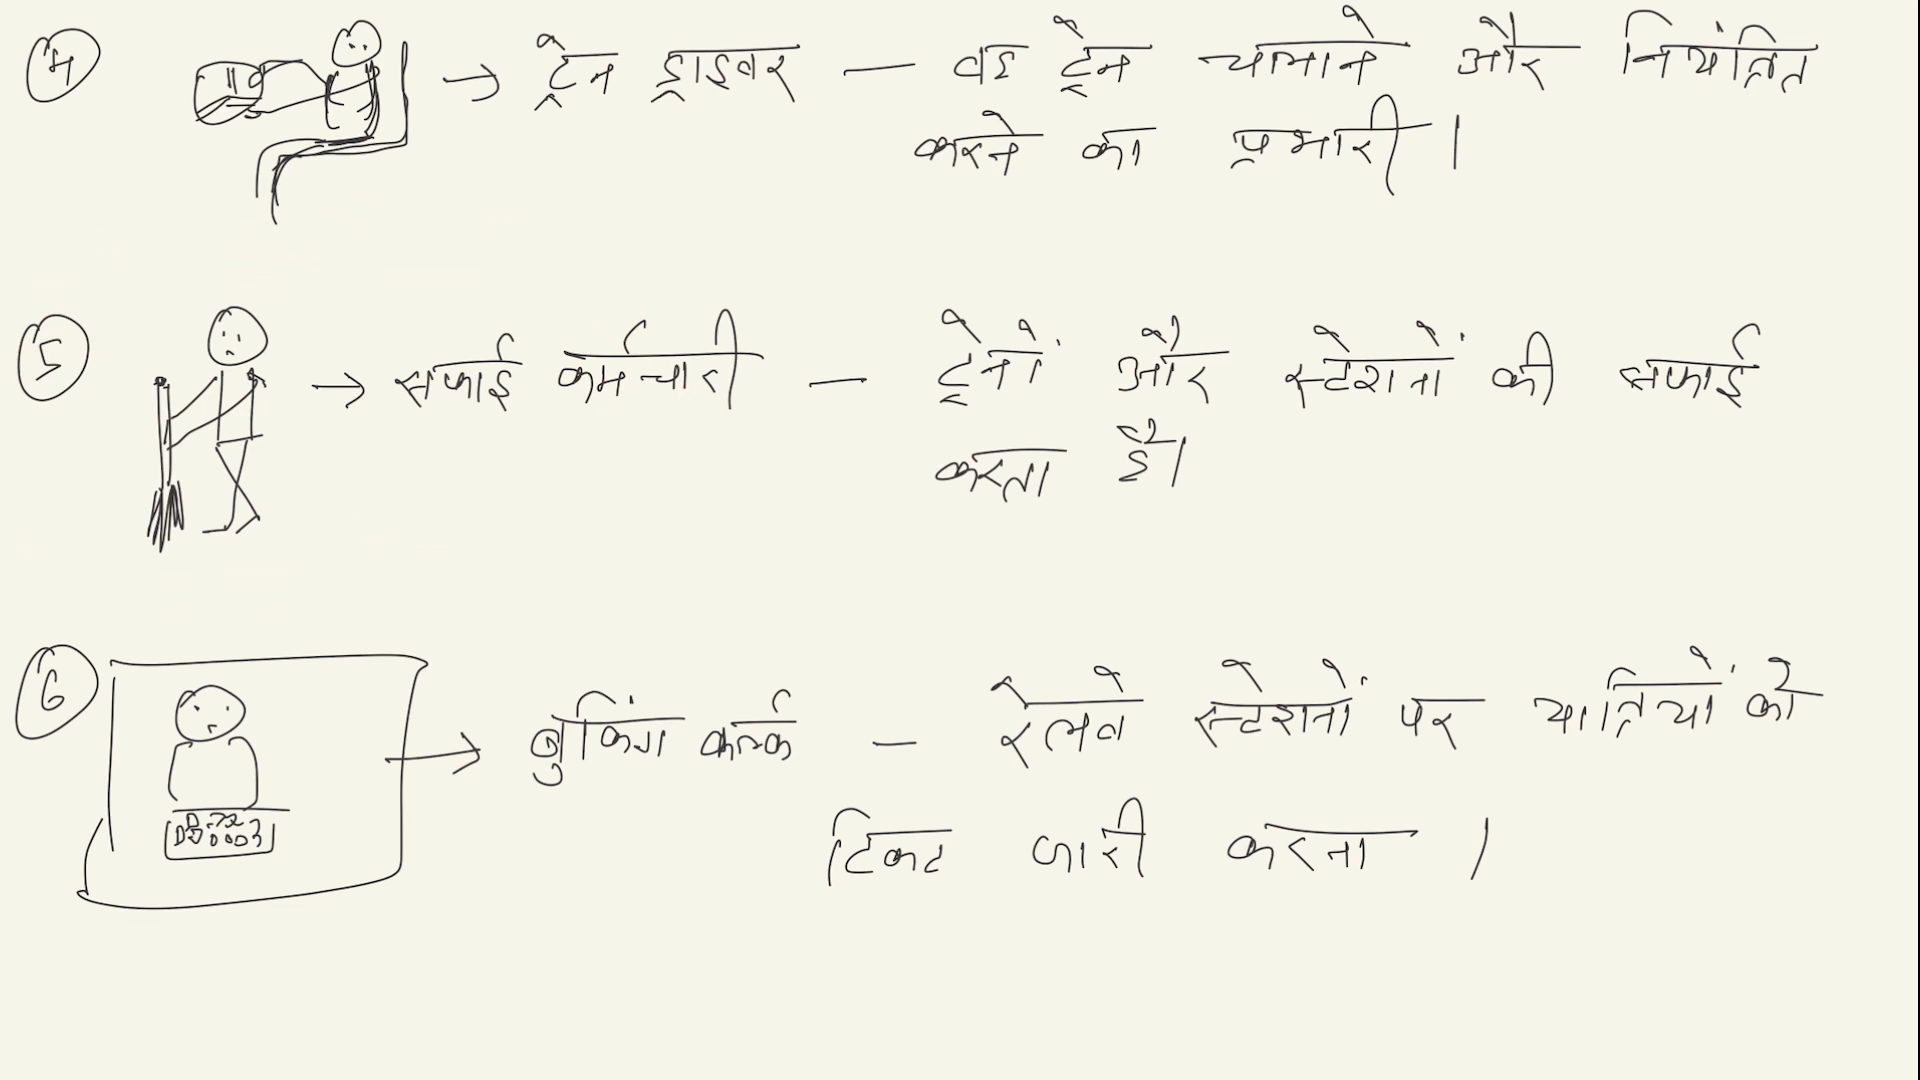 4 → ट्रेन ड्राइवर — वह ट्रेन चलाने और नियंत्रित
करने का प्रभारी।
5 → सफाई कर्मचारी — ट्रेनों और स्टेशनों की सफाई
करता है।
6 → बुकिंग कर्ल्क — रेलवे स्टेशनों पर यात्रियों को
टिकट जारी करना।